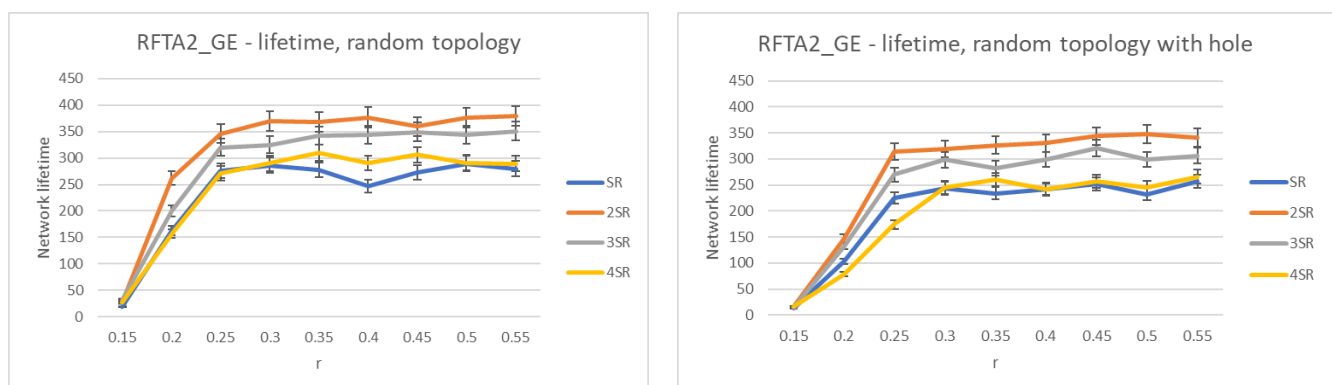 RFTA2_GE - lifetime, random topology
450
400
350
300
250
200
150
100
50
0
Network lifetime
0.15 0.2 0.25 0.3 0.35 0.4 0.45 0.5 0.55
r
SR
2SR
3SR
4SR
RFTA2_GE - lifetime, random topology with hole
450
400
350
300
250
200
150
100
50
0
Network lifetime
0.15 0.2 0.25 0.3 0.35 0.4 0.45 0.5 0.55
r
SR
2SR
3SR
4SR